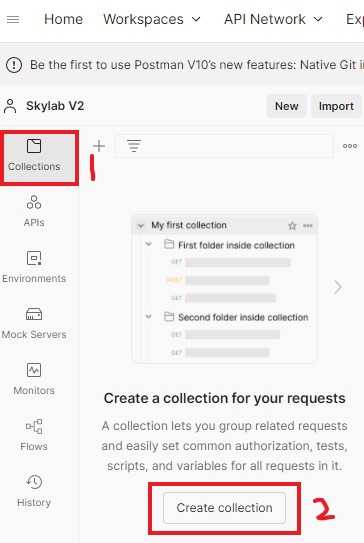 Home Workspaces API Network Ex
Be the first to use Postman V10's new features: Native Git in
Skylab V2 New Import
Collections
1
APIs
Environments
Mock Servers
Monitors
Flows
History
My first collection
First folder inside collection
GET
POST
GET
Second folder inside collection
GET
GET
Create a collection for your requests
A collection lets you group related requests
and easily set common authorization, tests,
scripts, and variables for all requests in it.
Create collection 2